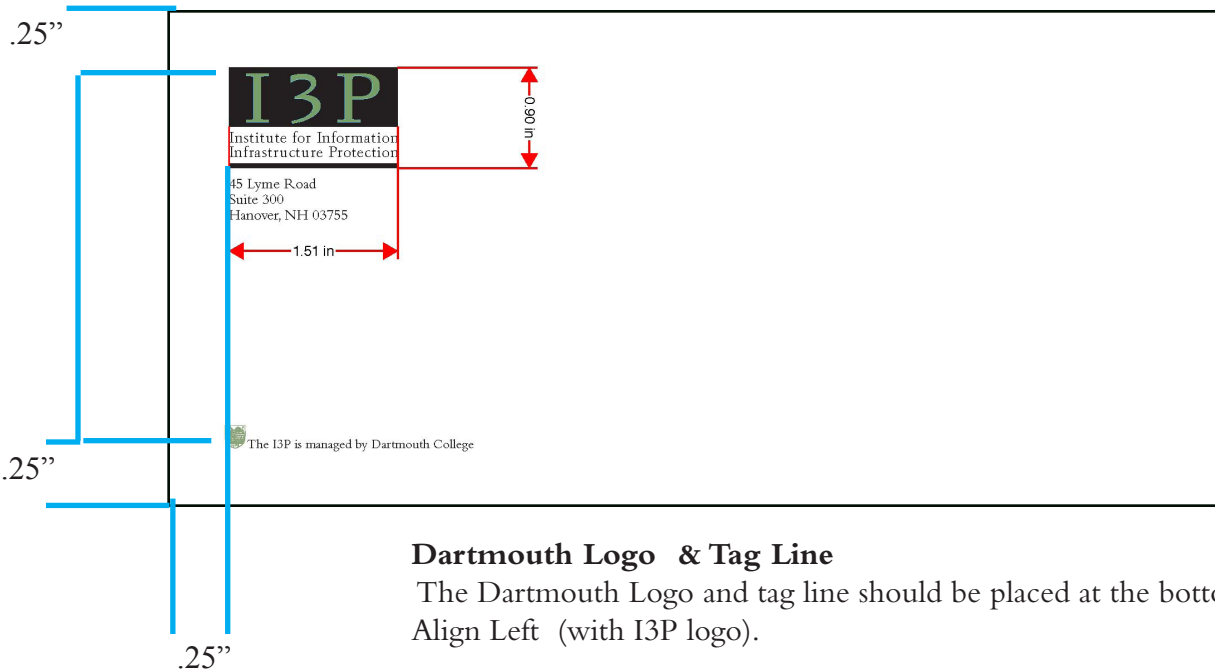 .25”
I3P
Institute for Information
Infrastructure Protection
0.90 in
45 Lyme Road
Suite 300
Hanover, NH 03755
1.51 in
The I3P is managed by Dartmouth College
.25”
Dartmouth Logo & Tag Line
The Dartmouth Logo and tag line should be placed at the
Align Left (with I3P logo).
.25”